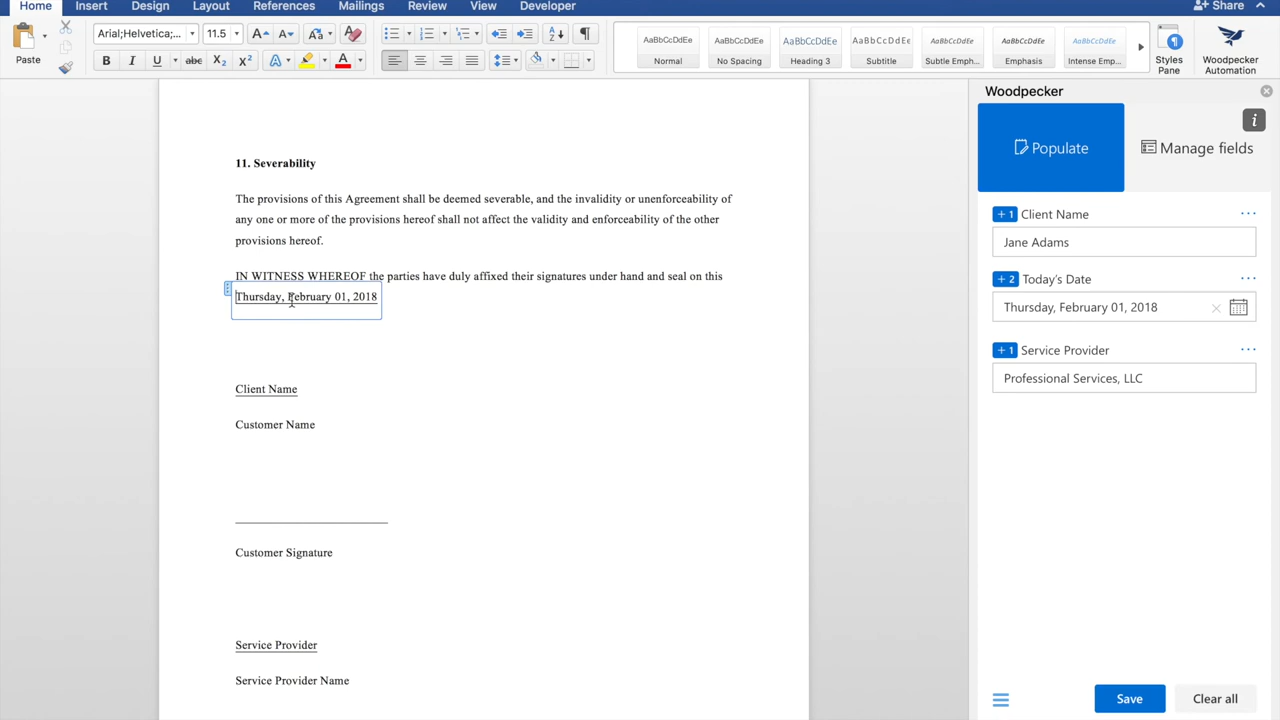 Home Insert Design Layout References Mailings Review View Developer Share
Arial;Helvetica;... 11.5
Paste
B I U abc X2 X2 A A
AaBbCcDdEe AaBbCcDdEe AaBbCcDdEe AaBbCcDdEe AaBbCcDdEe AaBbCcDdEe AaBbCcDdEe
Normal No Spacing Heading 3 Subtitle Subtle Emph... Emphasis Intense Emp...
Styles Pane
Woodpecker Automation
Woodpecker
Populate
Manage fields
+ 1 Client Name
Jane Adams
+ 2 Today's Date
Thursday, February 01, 2018
+ 1 Service Provider
Professional Services, LLC
Save Clear all
11. Severability
The provisions of this Agreement shall be deemed severable, and the invalidity or unenforceability of
any one or more of the provisions hereof shall not affect the validity and enforceability of the other
provisions hereof.
IN WITNESS WHEREOF the parties have duly affixed their signatures under hand and seal on this
Thursday, February 01, 2018
Client Name
Customer Name
Customer Signature
Service Provider
Service Provider Name